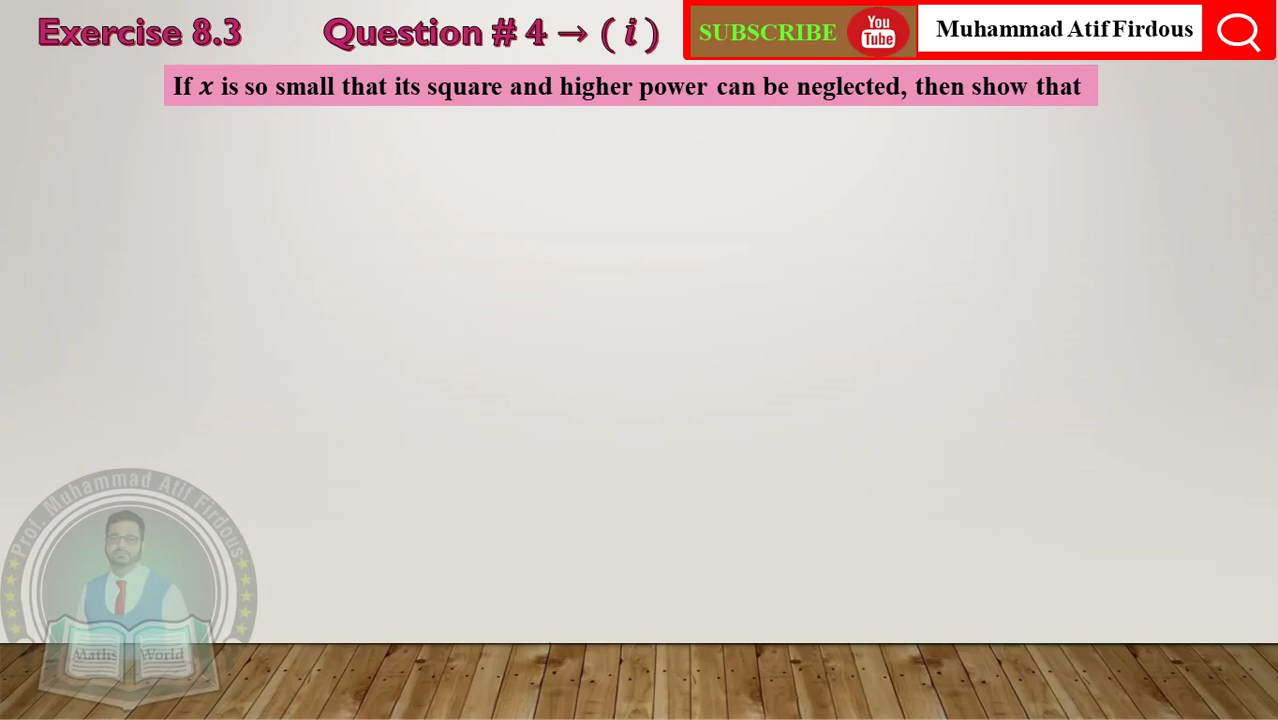 Exercise 8.3 Question # 4 → ( i )
SUBSCRIBE
You
Tube
Muhammad Atif Firdous
If x is so small that its square and higher power can be neglected, then show that
Prof. Muhammad Atif Firdous
Maths World